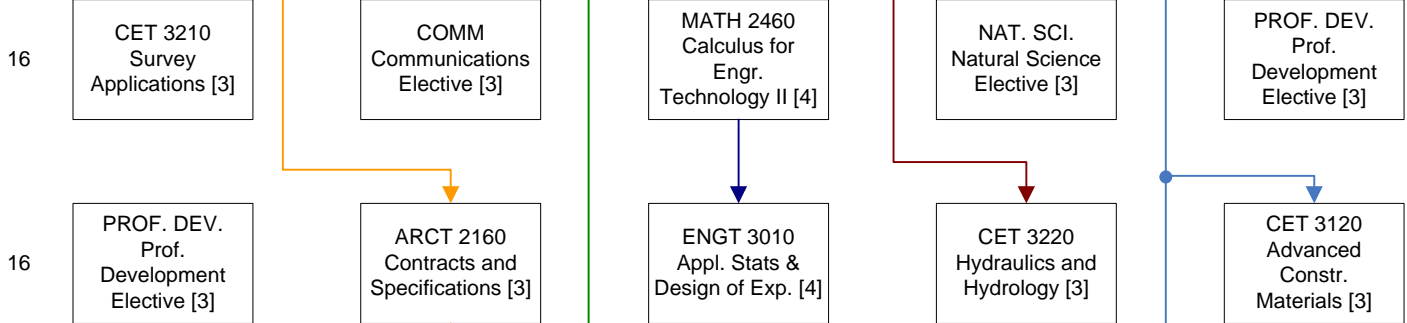 16
CET 3210
Survey
Applications [3]
COMM
Communications
Elective [3]
MATH 2460
Calculus for
Engr.
Technology II [4]
NAT. SCI.
Natural Science
Elective [3]
PROF. DEV.
Prof.
Development
Elective [3]
16
PROF. DEV.
Prof.
Development
Elective [3]
ARCT 2160
Contracts and
Specifications [3]
ENGT 3010
Appl. Stats &
Design of Exp. [4]
CET 3220
Hydraulics and
Hydrology [3]
CET 3120
Advanced
Constr.
Materials [3]